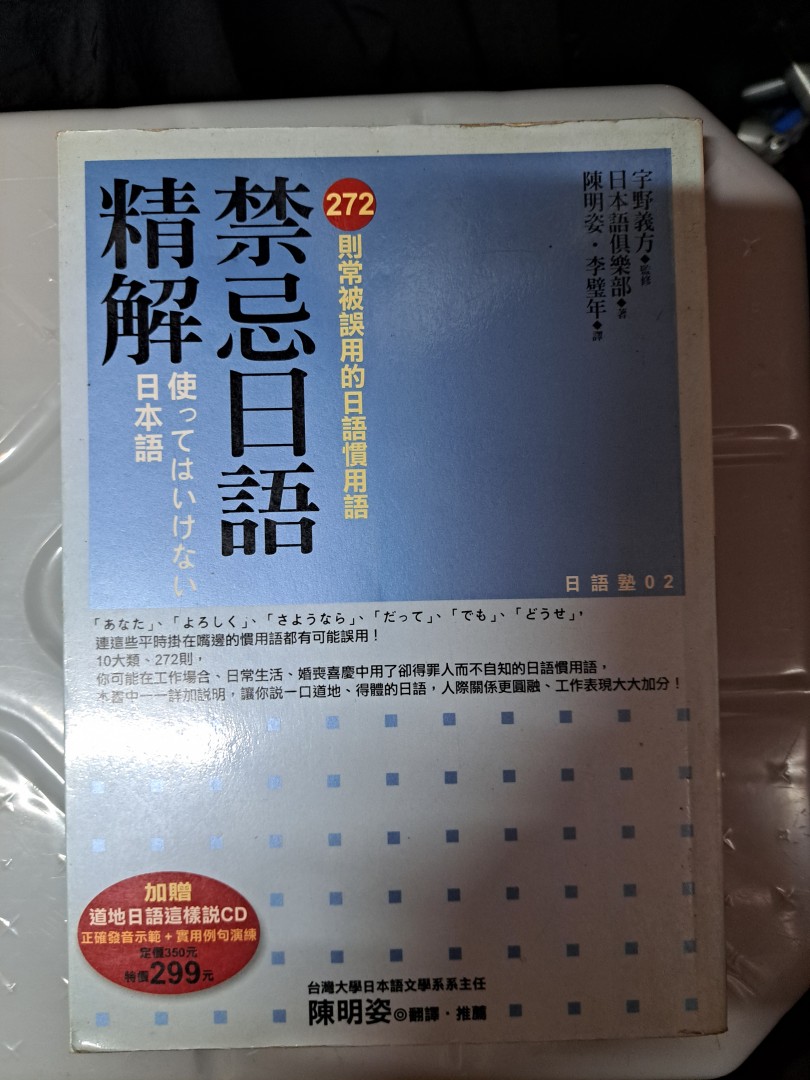 宇野義方◆監修
日本語俱樂部◆著
陳明姿・李璧年◆譯
272則常被誤用的日語慣用語
禁忌日語
精解
使ってはいけない
日本語
日語塾02
「あなた」、「よろしく」、「さようなら」、「だって」、「でも」、「どうせ」，
連這些平時掛在嘴邊的慣用語都有可能誤用！
10大類、272則，
你可能在工作場合、日常生活、婚喪喜慶中用了卻得罪人而不自知的日語慣用語，
本書中一一詳加説明，讓你説一口道地、得體的日語，人際關係更圓融、工作表現大大加分！
加贈
道地日語這樣説CD
正確發音示範+實用例句演練
定價350元
特價299元
台灣大學日本語文學系系主任
陳明姿◎翻譯・推薦